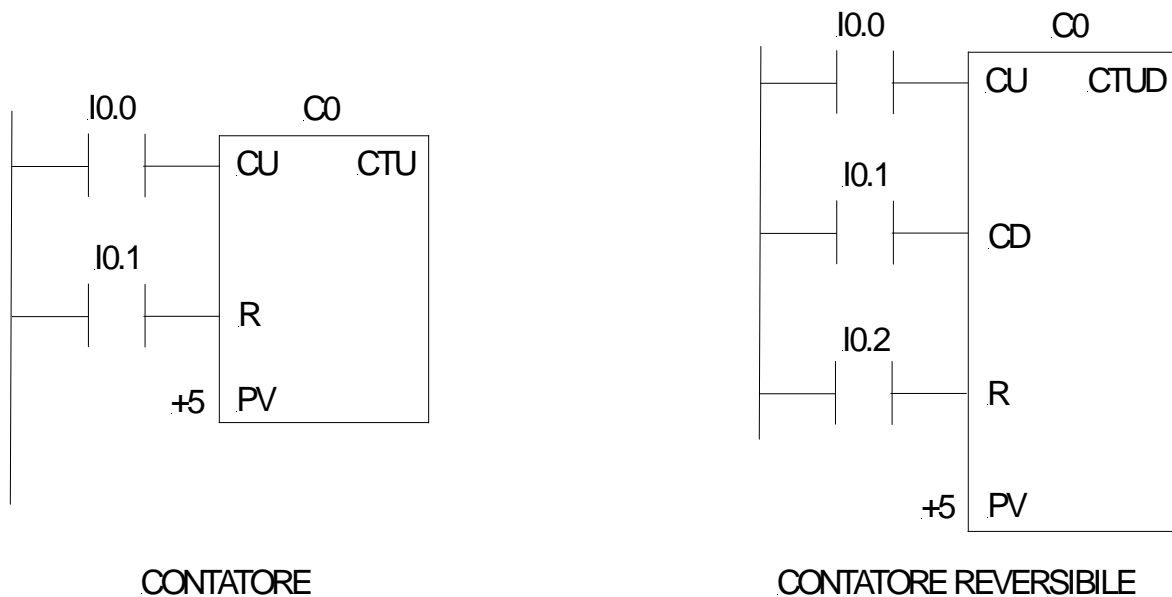 I0.0
C0
CU CTU
I0.1
R
+5 PV
CONTATORE
I0.0
C0
CU CTUD
I0.1
CD
I0.2
R
+5 PV
CONTATORE REVERSIBILE